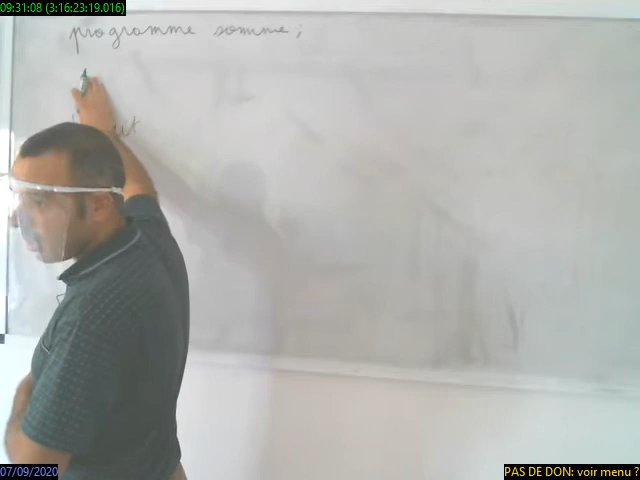 09:31:08 (3:16:23:19.016)
programme somme;
07/09/2020
PAS DE DON: voir menu ?